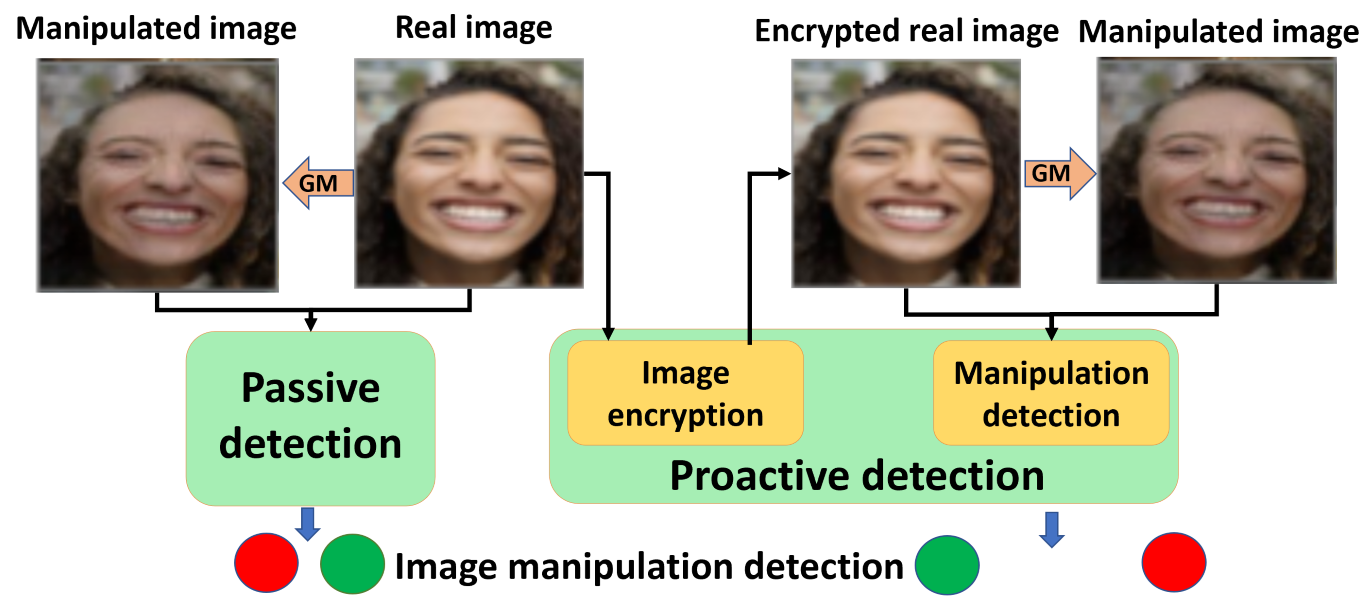 Manipulated image
Real image
Encrypted real image
Manipulated image
GM
GM
Passive
detection
Image
encryption
Manipulation
detection
Proactive detection
Image manipulation detection